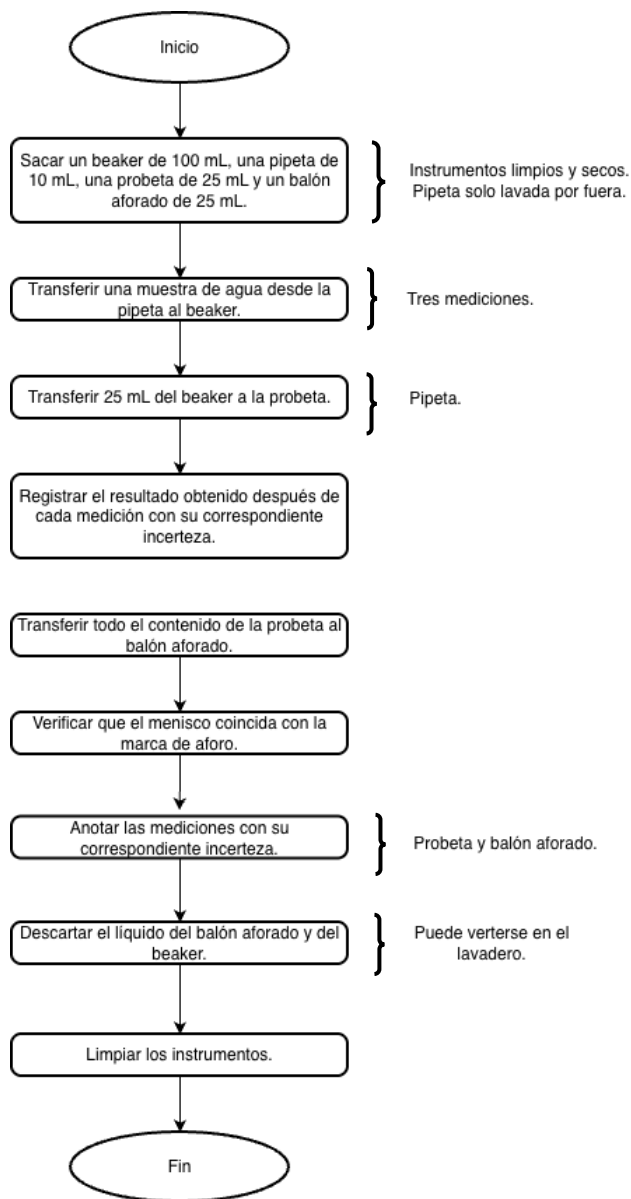 Inicio
Sacar un beaker de 100 mL, una pipeta de
10 mL, una probeta de 25 mL y un balón
aforado de 25 mL.
Instrumentos limpios y secos.
Pipeta solo lavada por fuera.
Transferir una muestra de agua desde la
pipeta al beaker.
Tres mediciones.
Transferir 25 mL del beaker a la probeta.
Pipeta.
Registrar el resultado obtenido después de
cada medición con su correspondiente
incerteza.
Transferir todo el contenido de la probeta al
balón aforado.
Verificar que el menisco coincida con la
marca de aforo.
Anotar las mediciones con su
correspondiente incerteza.
Probeta y balón aforado.
Descartar el líquido del balón aforado y del
beaker.
Puede verterse en el
lavadero.
Limpiar los instrumentos.
Fin